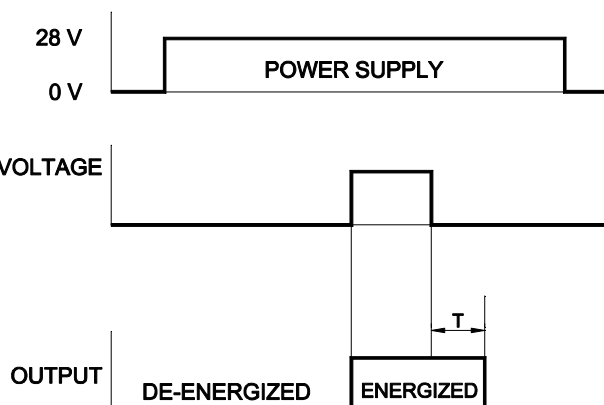 28 V
POWER SUPPLY
0 V
VOLTAGE
T
OUTPUT
DE-ENERGIZED
ENERGIZED